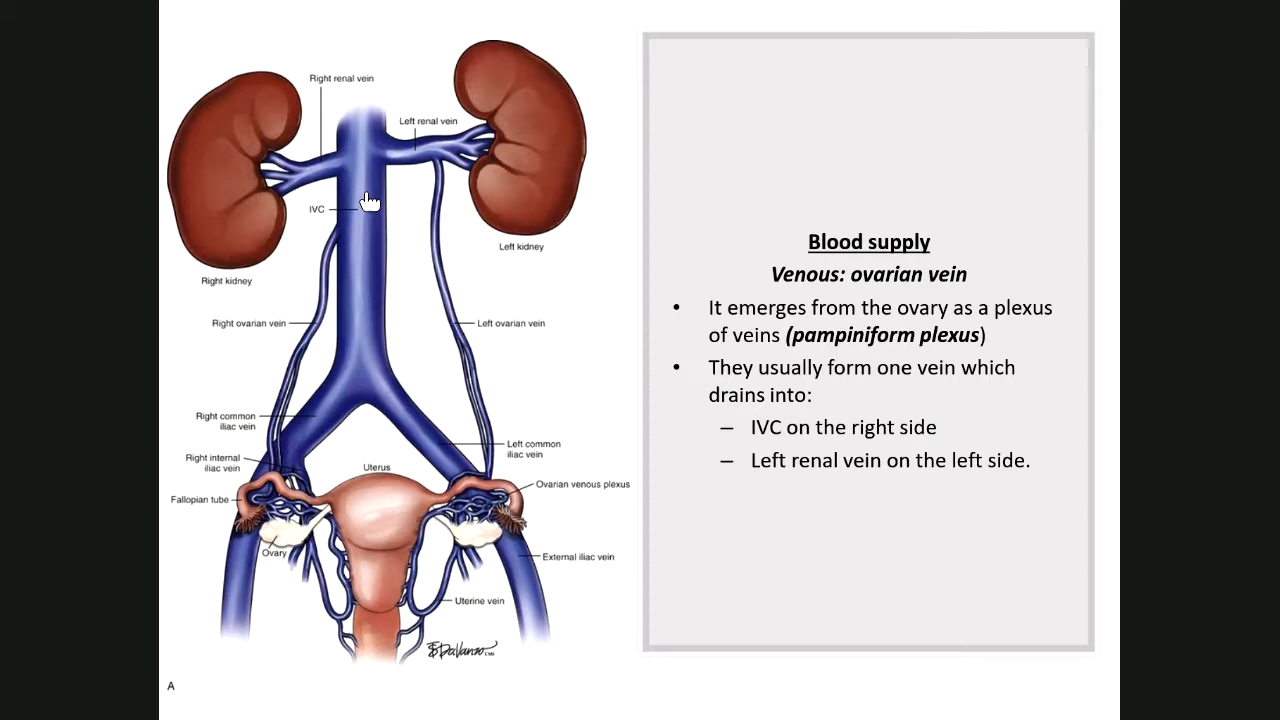 Right renal vein
Left renal vein
IVC
Left kidney
Right kidney
Right ovarian vein
Left ovarian vein
Right common
iliac vein
Left common
iliac vein
Right internal
iliac vein
Uterus
Ovarian venous plexus
Fallopian tube
Ovary
External iliac vein
Uterine vein
DaVanzo
A
Blood supply
Venous: ovarian vein
• It emerges from the ovary as a plexus
of veins (pampiniform plexus)
• They usually form one vein which
drains into:
– IVC on the right side
– Left renal vein on the left side.